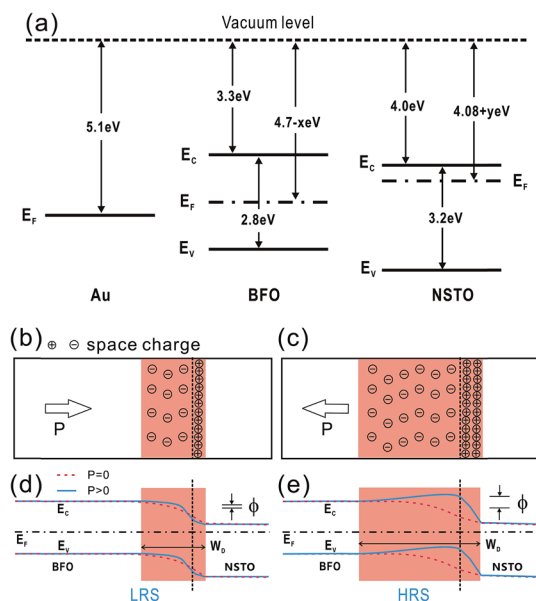 (a)
Vacuum level
5.1eV
3.3eV
4.7-xeV
4.0eV
4.08+yeV
E_C
E_C
E_F
E_F
E_F
2.8eV
3.2eV
E_V
E_V
Au
BFO
NSTO
(b)
⊕ ⊖ space charge
(c)
P
P
(d)
P=0
P>0
(e)
E_C
ϕ
E_C
ϕ
E_F
E_V
W_D
E_F
E_V
W_D
BFO
NSTO
BFO
NSTO
LRS
HRS